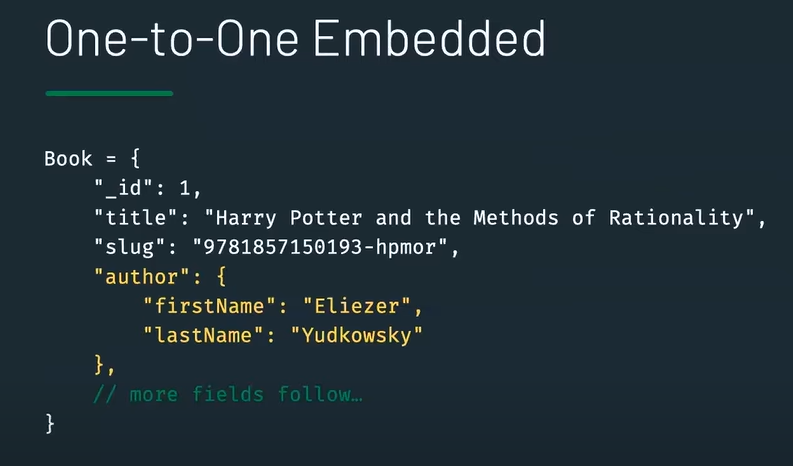 One-to-One Embedded
Book = {
"_id": 1,
"title": "Harry Potter and the Methods of Rationality",
"slug": "9781857150193-hpmor",
"author": {
"firstName": "Eliezer",
"lastName": "Yudkowsky"
},
// more fields follow…
}